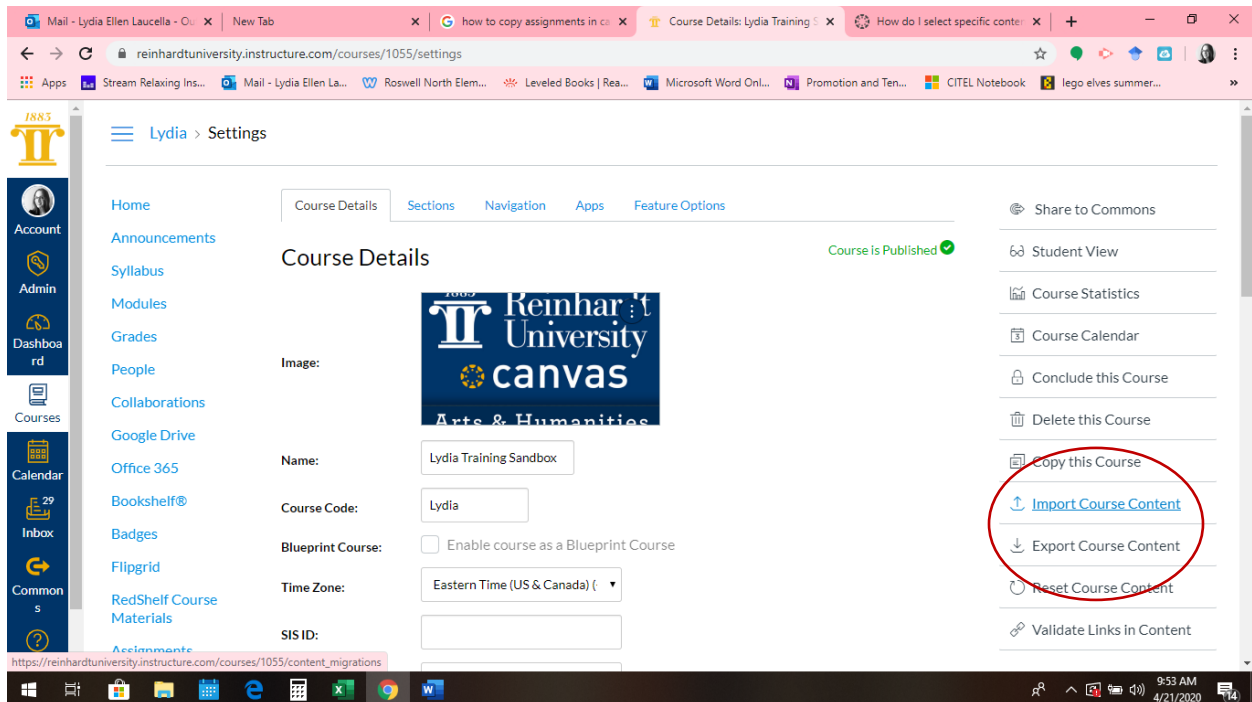 Mail - Lydia Ellen Laucella - Ou
New Tab
how to copy assignments in ca
Course Details: Lydia Training S
How do I select specific conter
reinhardtuniversity.instructure.com/courses/1055/settings
Apps
Stream Relaxing Ins...
Mail - Lydia Ellen La...
Roswell North Elem...
Leveled Books | Rea...
Microsoft Word Onl...
Promotion and Ten...
CITEL Notebook
lego elves summer...
»
1883
Lydia > Settings
Account
Admin
Dashboa
rd
Courses
Calendar
29
Inbox
Common
s
Home
Announcements
Syllabus
Modules
Grades
People
Collaborations
Google Drive
Office 365
Bookshelf®
Badges
Flipgrid
RedShelf Course
Materials
Assignments
Course Details
Sections
Navigation
Apps
Feature Options
Course Details
Course is Published
Image:
1883
Reinhardt
University
canvas
Arts & Humanities
Name:
Lydia Training Sandbox
Course Code:
Lydia
Blueprint Course:
Enable course as a Blueprint Course
Time Zone:
Eastern Time (US & Canada) (
SIS ID:
Share to Commons
Student View
Course Statistics
Course Calendar
Conclude this Course
Delete this Course
Copy this Course
Import Course Content
Export Course Content
Reset Course Content
Validate Links in Content
https://reinhardtuniversity.instructure.com/courses/1055/content_migrations
9:53 AM
4/21/2020
14